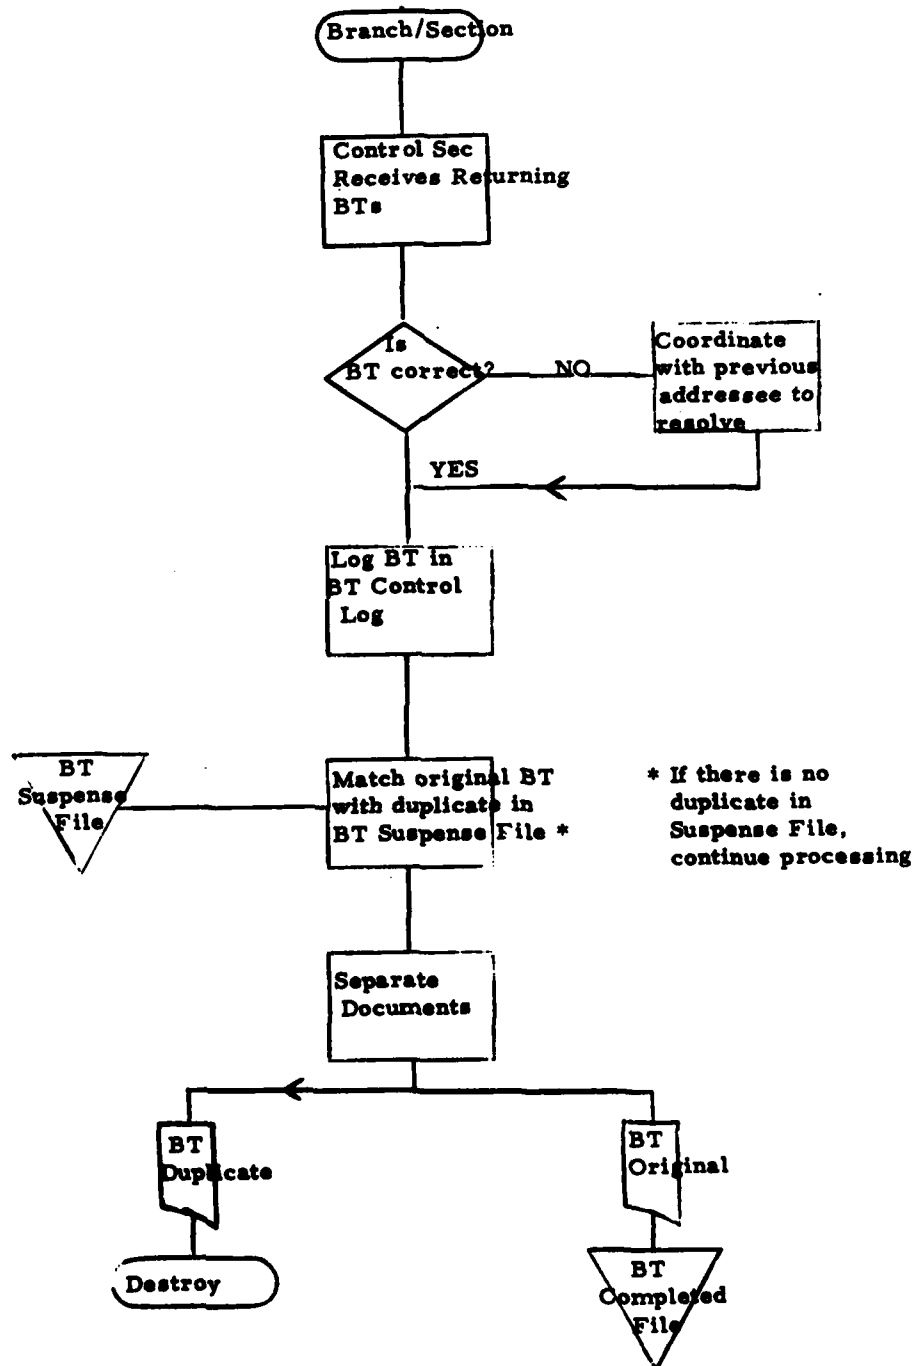 Branch/Section
Control Sec
Receives Returning
BTs
Is
BT correct?
NO
Coordinate
with previous
addressee to
resolve
YES
Log BT in
BT Control
Log
BT
Suspense
File
Match original BT
with duplicate in
BT Suspense File *
* If there is no
duplicate in
Suspense File,
continue processing
Separate
Documents
BT
Duplicate
BT
Original
Destroy
BT
Completed
File